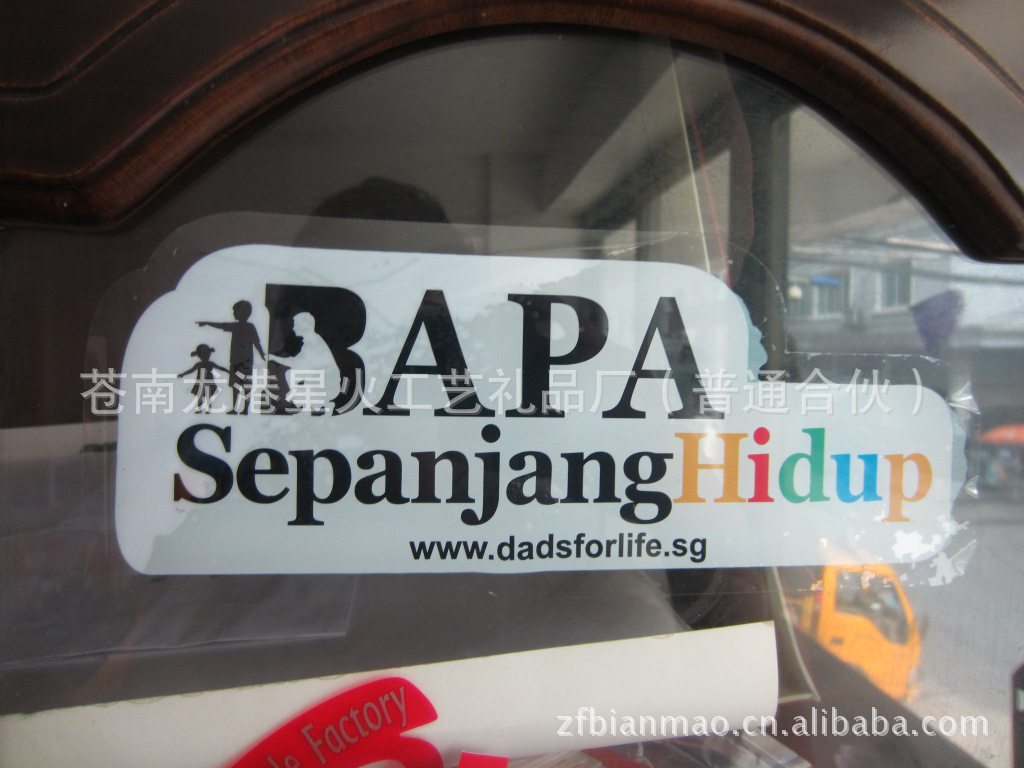 BAPA
苍南龙港星火工艺礼品厂（普通合伙）
SepanjangHidup
www.dadsforlife.sg
Factory
zfbianmao.cn.alibaba.com